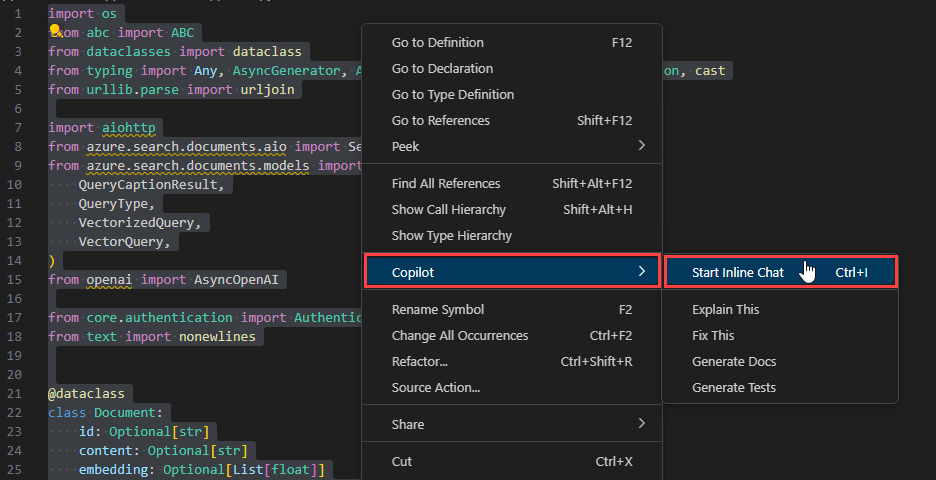 1 import os
2 from abc import ABC
3 from dataclasses import dataclass
4 from typing import Any, AsyncGenerator, A on, cast
5 from urllib.parse import urljoin
6
7 import aiohttp
8 from azure.search.documents.aio import Se
9 from azure.search.documents.models import
10 QueryCaptionResult,
11 QueryType,
12 VectorizedQuery,
13 VectorQuery,
14 )
15 from openai import AsyncOpenAI
16
17 from core.authentication import Authentic
18 from text import nonewlines
19
20
21 @dataclass
22 class Document:
23 id: Optional[str]
24 content: Optional[str]
25 embedding: Optional[List[float]]
Go to Definition F12
Go to Declaration
Go to Type Definition
Go to References Shift+F12
Peek
Find All References Shift+Alt+F12
Show Call Hierarchy Shift+Alt+H
Show Type Hierarchy
Copilot
Rename Symbol F2
Change All Occurrences Ctrl+F2
Refactor... Ctrl+Shift+R
Source Action...
Share
Cut Ctrl+X
Start Inline Chat Ctrl+I
Explain This
Fix This
Generate Docs
Generate Tests